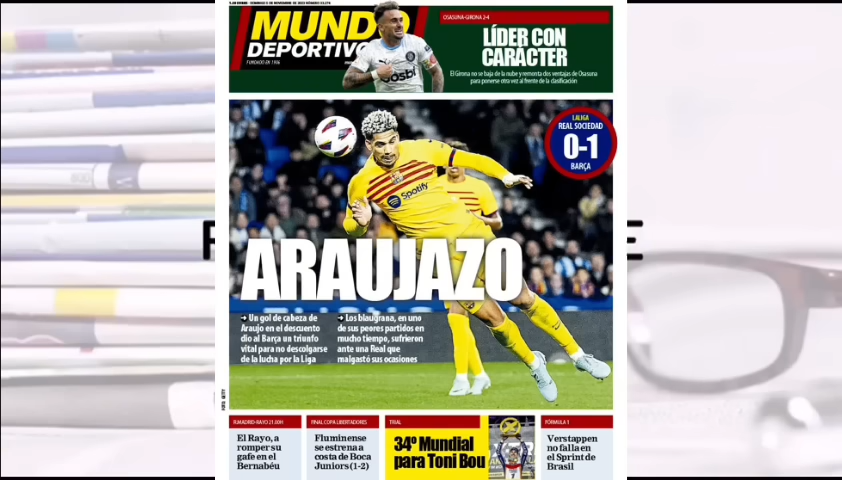 MUNDO
DEPORTIVO
FUNDADO EN 1906
OSASUNA-GIRONA 2-4
LÍDER CON
CARÁCTER
El Girona no se baja de la nube y remonta dos ventajas de Osasuna
para ponerse otra vez al frente de la clasificación
LALIGA
REAL SOCIEDAD
0-1
BARÇA
Spotify
ARAUJAZO
→ Un gol de cabeza de
Araujo en el descuento
dio al Barça un triunfo
vital para no descolgarse
de la lucha por la Liga
→ Los blaugrana, en uno
de sus peores partidos en
mucho tiempo, sufrieron
ante una Real que
malgastó sus ocasiones
R.MADRID-RAYO 21.00H
El Rayo, a
romper su
gafe en el
Bernabéu
FINAL COPA LIBERTADORES
Fluminense
se estrena a
costa de Boca
Juniors (1-2)
TRIAL
34º Mundial
para Toni Bou
FÓRMULA 1
Verstappen
no falla en
el Sprint de
Brasil